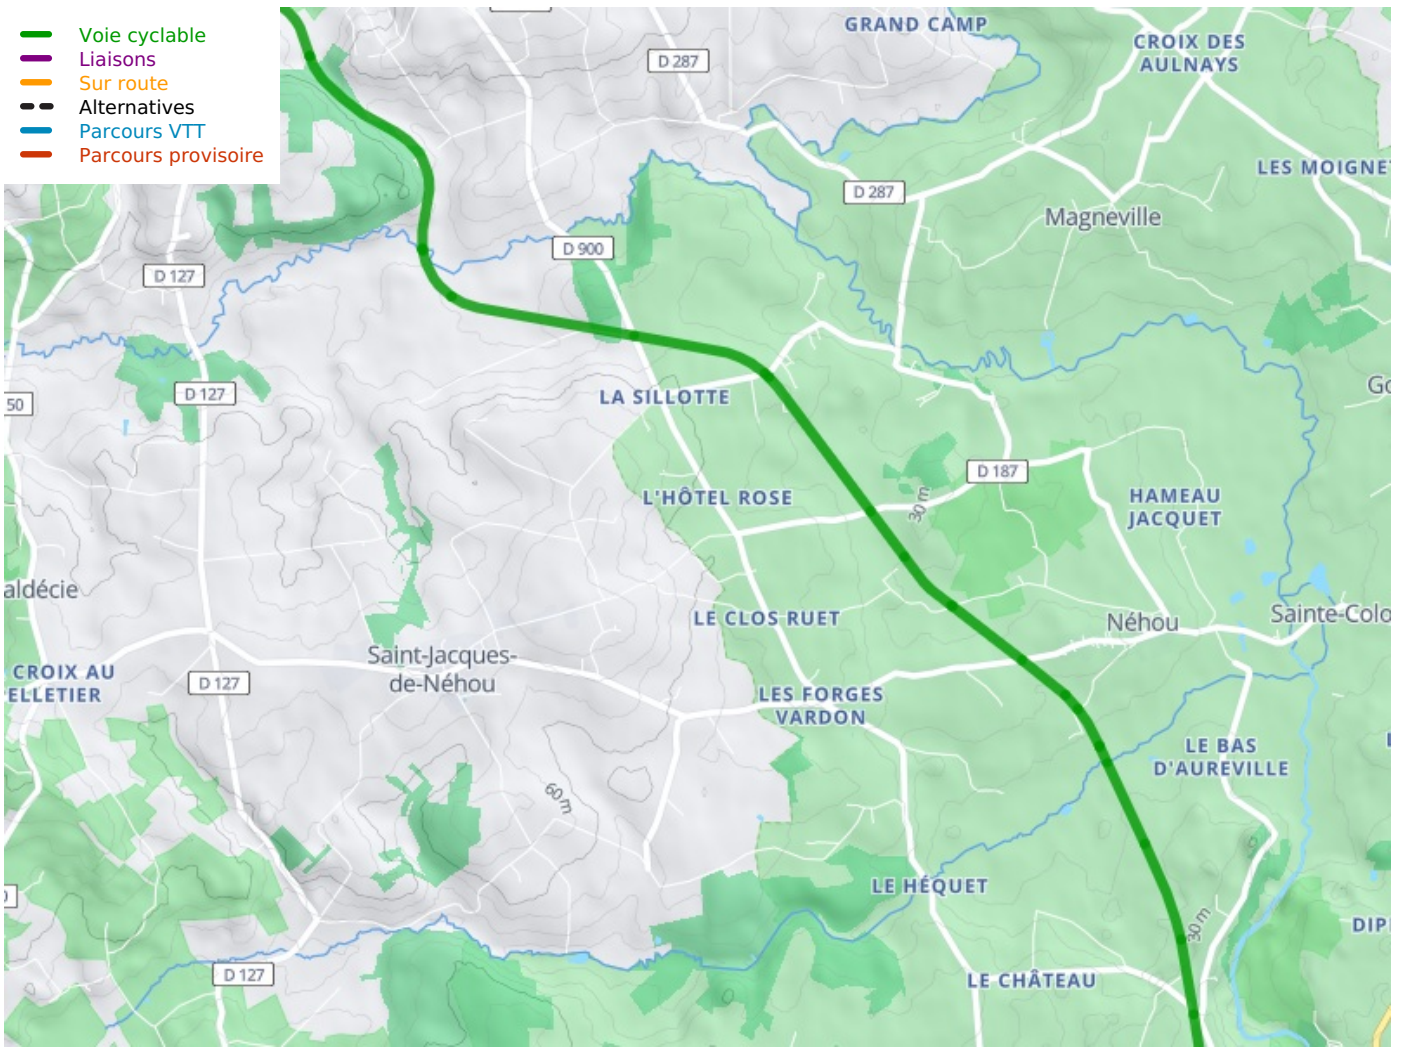 Voie cyclable
Liaisons
Sur route
Alternatives
Parcours VTT
Parcours provisoire
GRAND CAMP
D 287
CROIX DES
AULNAYS
LES MOIGNE
D 287
Magneville
D 900
D 127
D 127
50
LA SILLOTTE
Go
D 187
L'HÔTEL ROSE
30 m
HAMEAU
JACQUET
aldécie
LE CLOS RUET
Néhou
Sainte-Colo
Saint-Jacques-
de-Néhou
CROIX AU
ELLETIER
D 127
LES FORGES
VARDON
LE BAS
D'AUREVILLE
60 m
LE HÉQUET
30 m
DIP
D 127
LE CHÂTEAU